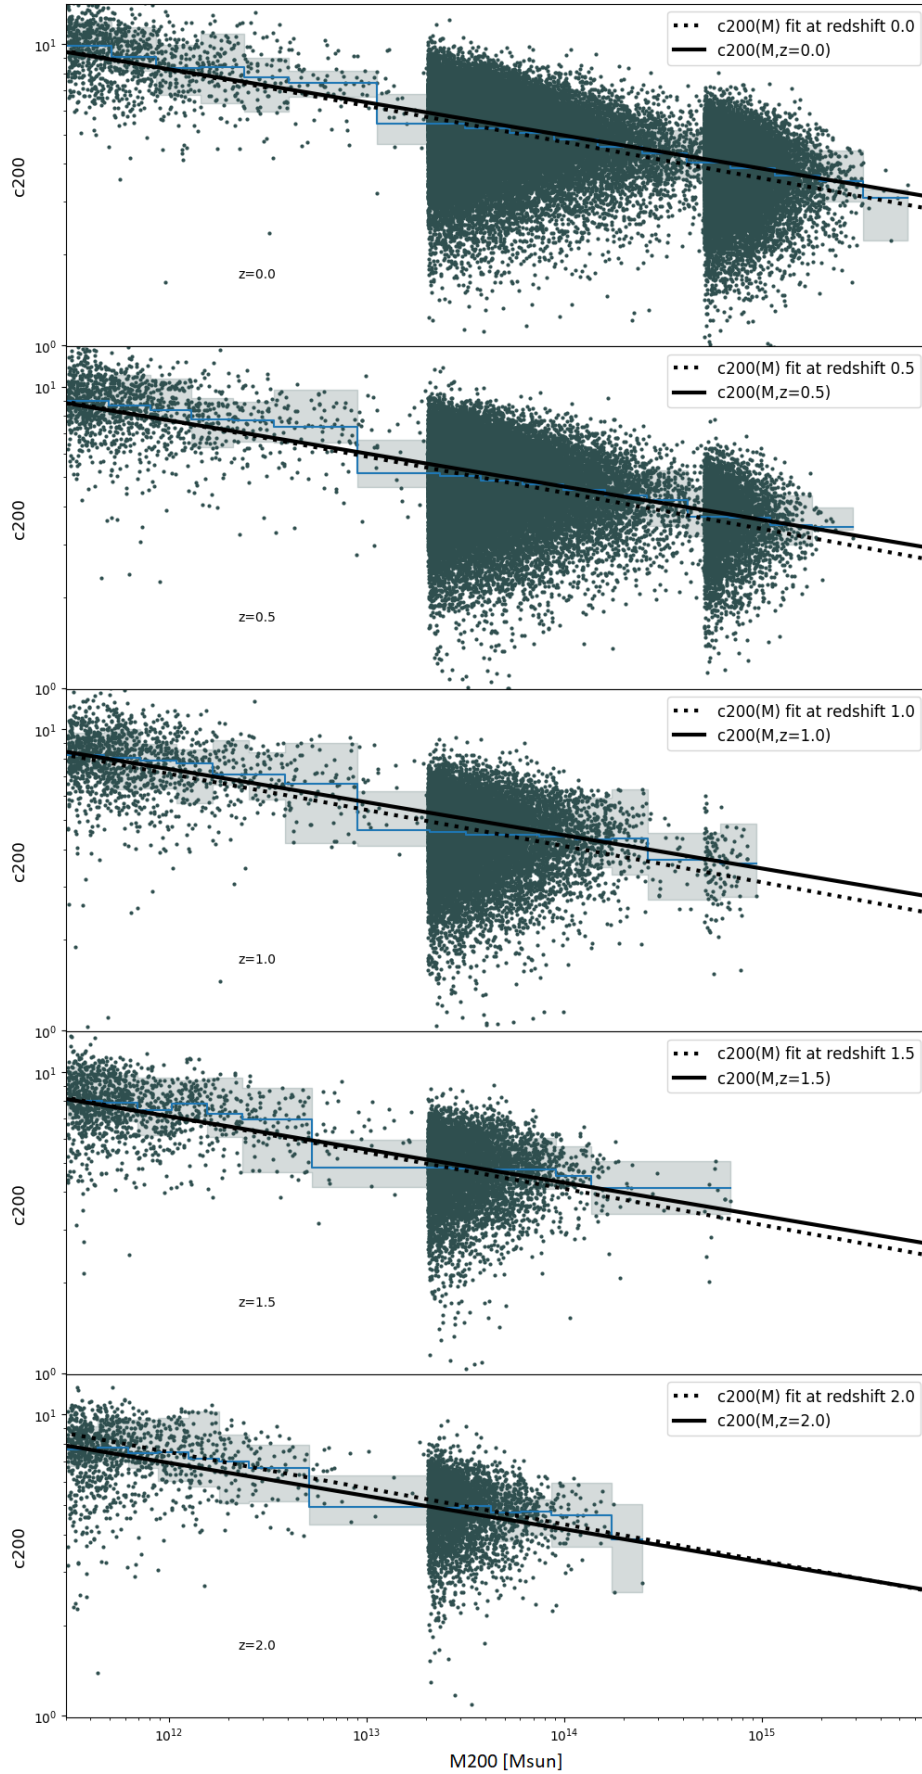 c200(M) fit at redshift 0.0
c200(M,z=0.0)
10¹
c200
z=0.0
10⁰
c200(M) fit at redshift 0.5
c200(M,z=0.5)
10¹
c200
z=0.5
10⁰
c200(M) fit at redshift 1.0
c200(M,z=1.0)
10¹
c200
z=1.0
10⁰
c200(M) fit at redshift 1.5
c200(M,z=1.5)
10¹
c200
z=1.5
10⁰
c200(M) fit at redshift 2.0
c200(M,z=2.0)
10¹
c200
z=2.0
10⁰
10¹² 10¹³ 10¹⁴ 10¹⁵
M200 [Msun]